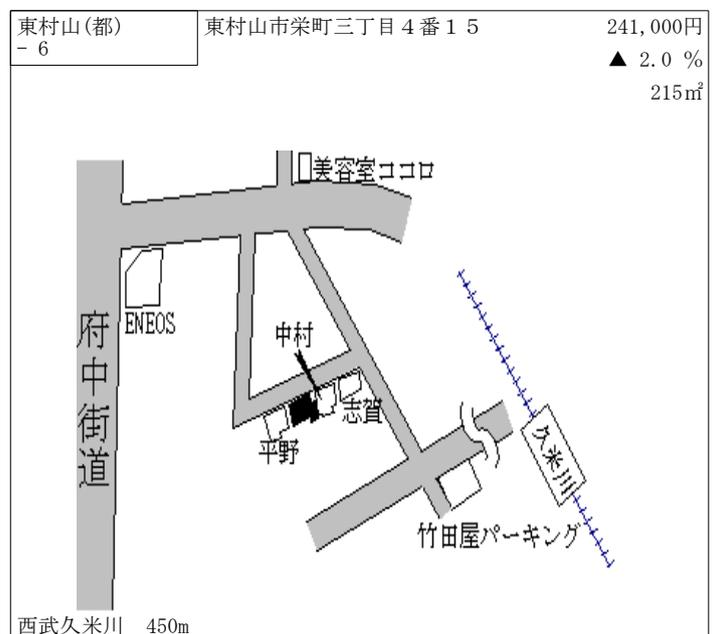 東村山(都)
－６
東村山市栄町三丁目４番１５
241,000円
▲ 2.0 %
215㎡
美容室ココロ
ENEOS
府中街道
中村
志賀
平野
久米川
竹田屋パーキング
西武久米川　450m